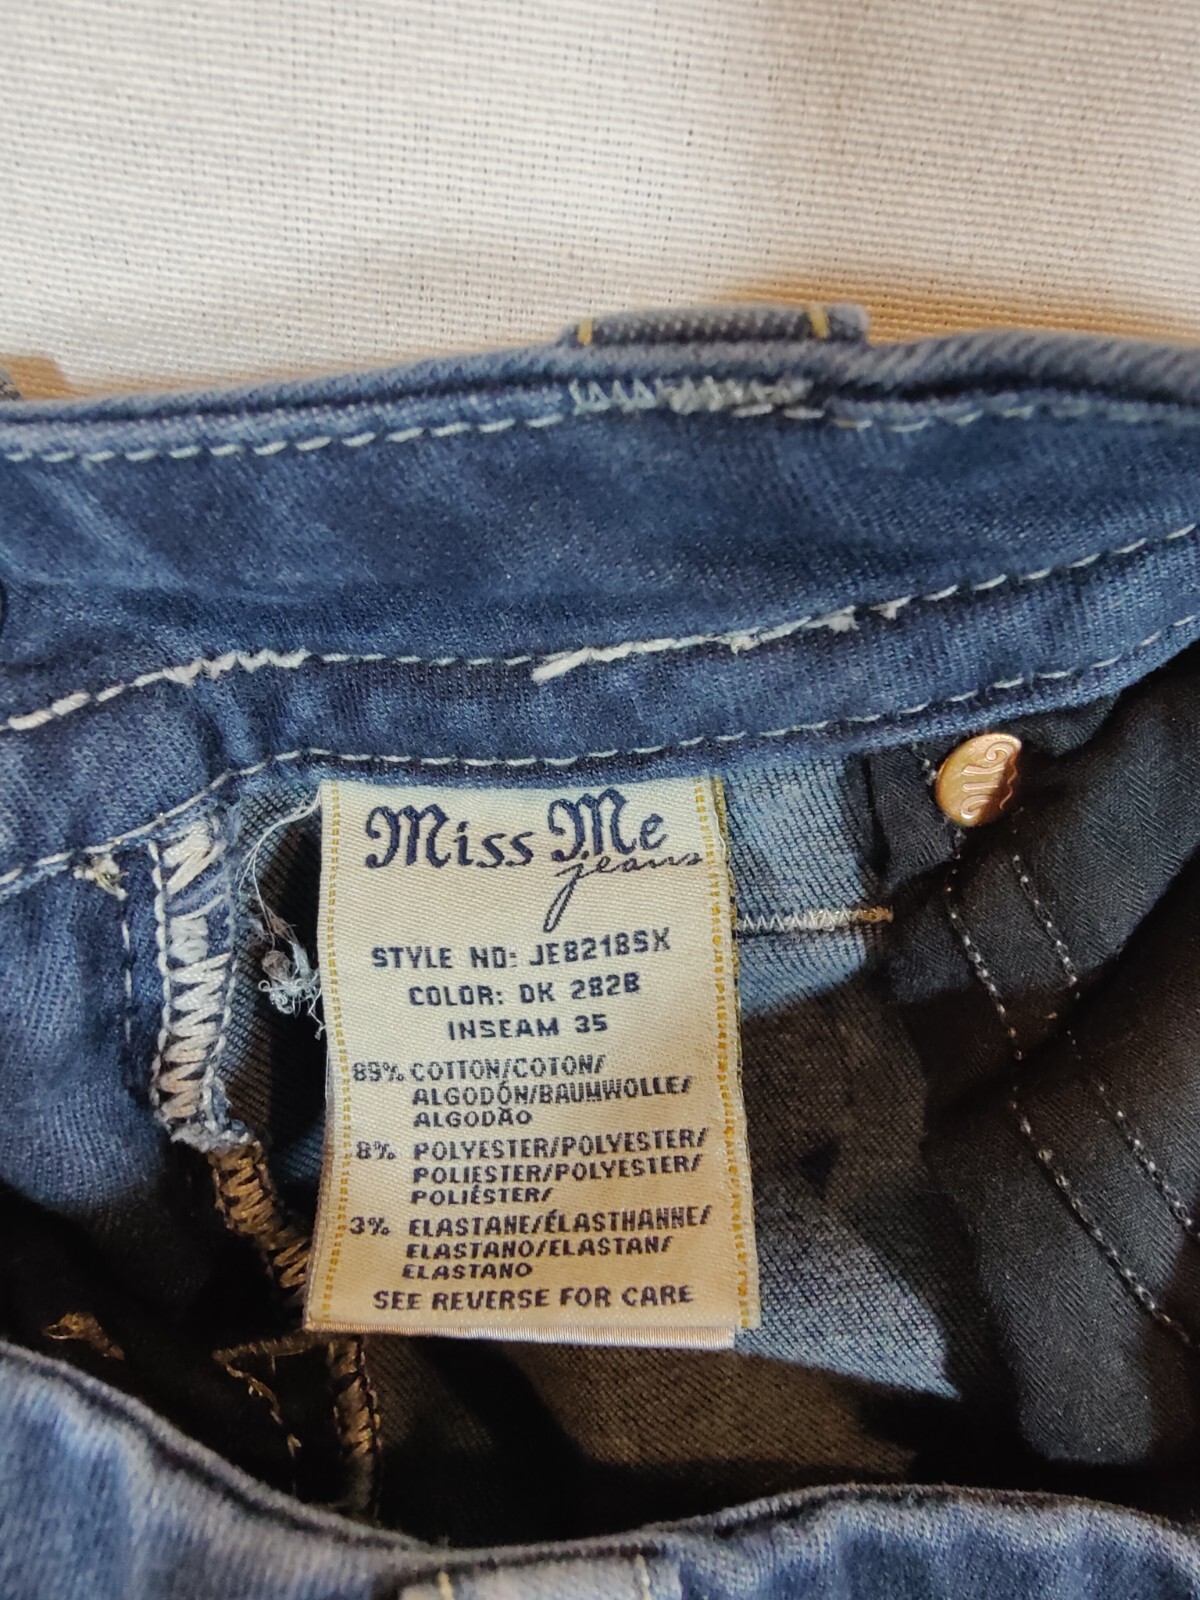 Miss Me
jeans
STYLE NO: JE8218SX
COLOR: DK 282B
INSEAM 35
89% COTTON/COTON/
ALGODÓN/BAUMWOLLE/
ALGODÃO
8% POLYESTER/POLYESTER/
POLIESTER/POLYESTER/
POLIÉSTER/
3% ELASTANE/ÉLASTHANNE/
ELASTANO/ELASTAN/
ELASTANO
SEE REVERSE FOR CARE